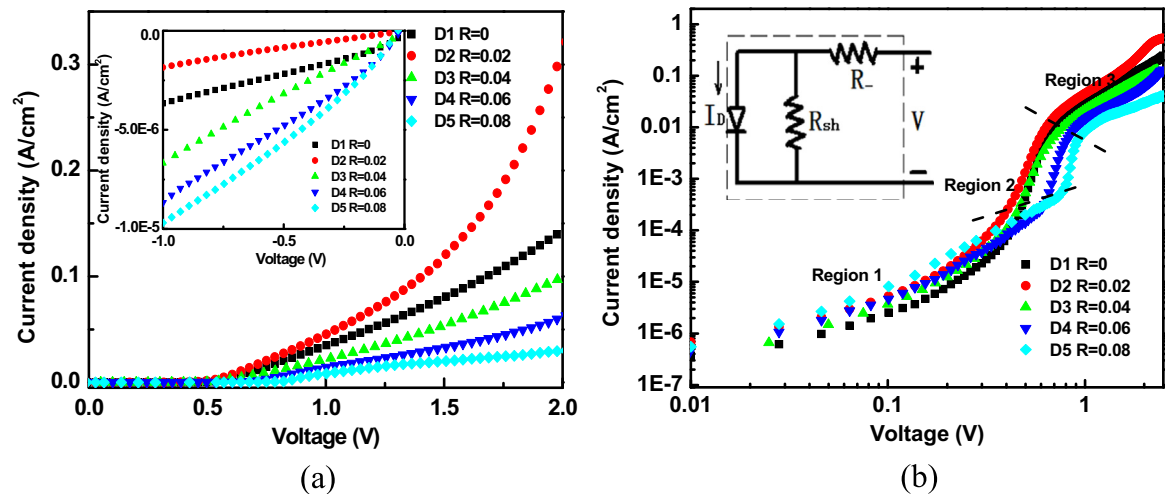 0.3
0.2
0.1
0.0
0.0
0.5
1.0
1.5
2.0
Voltage (V)
Current density (A/cm²)
D1 R=0
D2 R=0.02
D3 R=0.04
D4 R=0.06
D5 R=0.08
0.0
-5.0E-6
-1.0E-5
-1.0
-0.5
0.0
Voltage (V)
Current density (A/cm²)
D1 R=0
D2 R=0.02
D3 R=0.04
D4 R=0.06
D5 R=0.08
(a)
1
0.1
0.01
1E-3
1E-4
1E-5
1E-6
1E-7
0.01
0.1
1
Voltage (V)
Current density (A/cm²)
I_D
R_sh
R_-
+
V
-
Region 3
Region 2
Region 1
D1 R=0
D2 R=0.02
D3 R=0.04
D4 R=0.06
D5 R=0.08
(b)